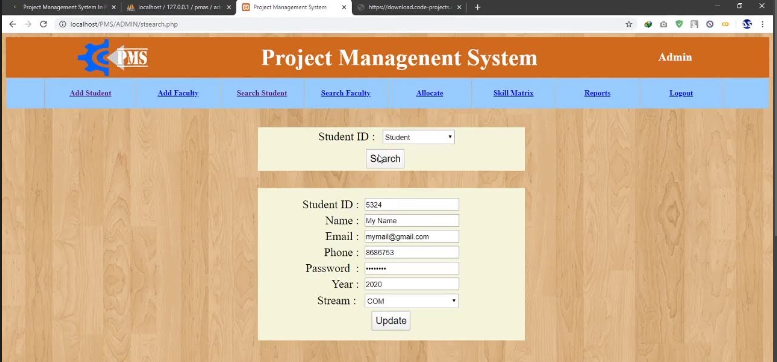 Project Management System In P
localhost / 127.0.0.1 / pmas / ad
Project Management System
https://download.code-projects.
localhost/PMS/ADMIN/stsearch.php
PMS
Project Managenent System
Admin
Add Student Add Faculty Search Student Search Faculty Allocate Skill Matrix Reports Logout
Student ID : Student
Search
Student ID : 5324
Name : My Name
Email : mymail@gmail.com
Phone : 8686753
Password : ••••••••
Year : 2020
Stream : COM
Update